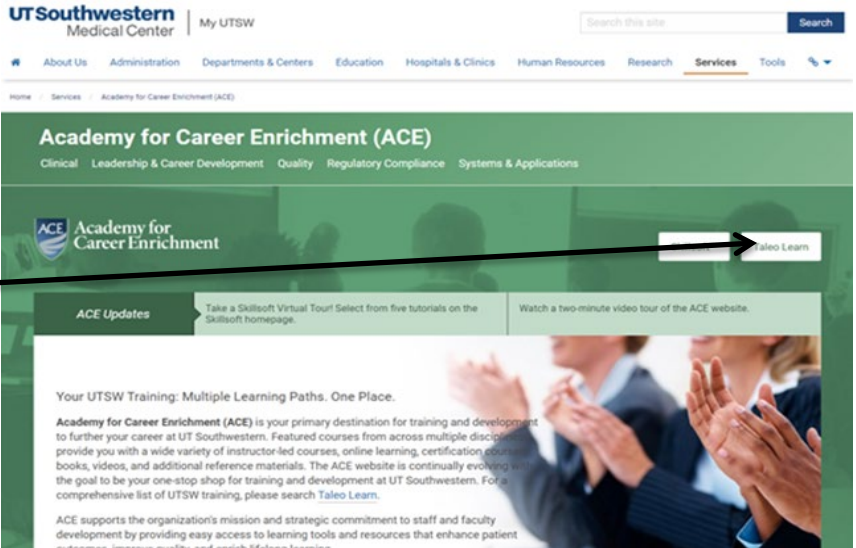 UTSouthwestern
Medical Center
My UTSW
Search this site
Search
About Us Administration Departments & Centers Education Hospitals & Clinics Human Resources Research Services Tools
Home / Services / Academy for Career Enrichment (ACE)
Academy for Career Enrichment (ACE)
Clinical Leadership & Career Development Quality Regulatory Compliance Systems & Applications
ACE Academy for
Career Enrichment
Taleo Learn
ACE Updates
Take a Skillsoft Virtual Tour! Select from five tutorials on the
Skillsoft homepage.
Watch a two-minute video tour of the ACE website.
Your UTSW Training: Multiple Learning Paths. One Place.
Academy for Career Enrichment (ACE) is your primary destination for training and development
to further your career at UT Southwestern. Featured courses from across multiple
provide you with a wide variety of instructor-led courses, online learning, certification
books, videos, and additional reference materials. The ACE website is continually evolving
the goal to be your one-stop shop for training and development at UT Southwestern. For a
comprehensive list of UTSW training, please search Taleo Learn.
ACE supports the organization's mission and strategic commitment to staff and faculty
development by providing easy access to learning tools and resources that enhance patient